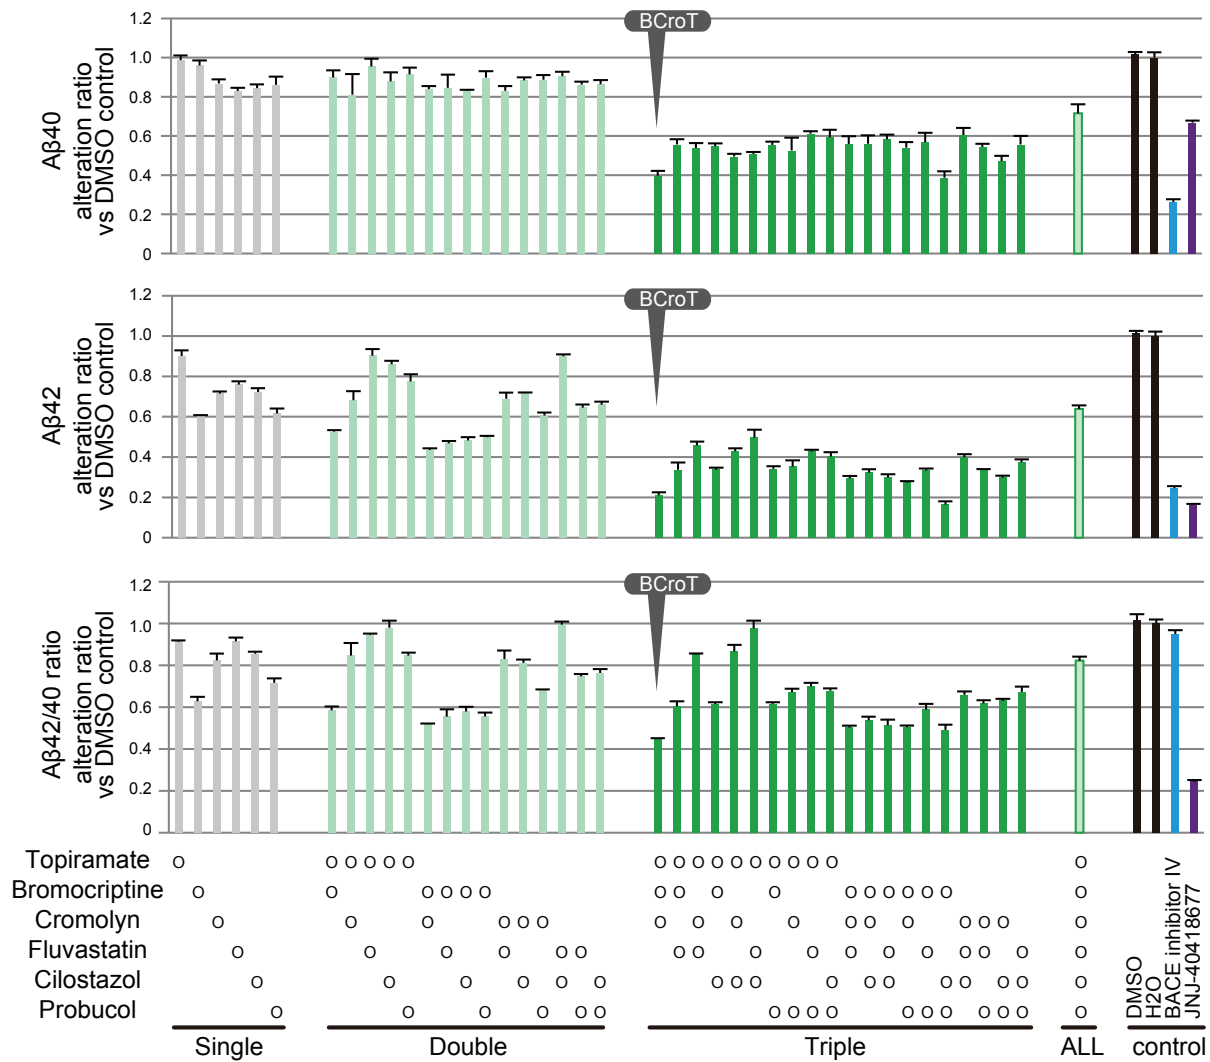 BCroT
1.2
1.0
0.8
0.6
0.4
0.2
0
Aβ40
alteration ratio
vs DMSO control
BCroT
1.2
1.0
0.8
0.6
0.4
0.2
0
Aβ42
alteration ratio
vs DMSO control
BCroT
1.2
1.0
0.8
0.6
0.4
0.2
0
Aβ42/40 ratio
alteration ratio
vs DMSO control
Topiramate o o o o o o o o o o o o o o o o o
Bromocriptine o o o o o o o o o o o o o o o o o
Cromolyn o o o o o o o o o o o o o o o o o
Fluvastatin o o o o o o o o o o o o o o o o o
Cilostazol o o o o o o o o o o o o o o o o o
Probucol o o o o o o o o o o o o o o o o o
DMSO
H2O
BACE inhibitor IV
JNJ-40418677
Single Double Triple ALL control